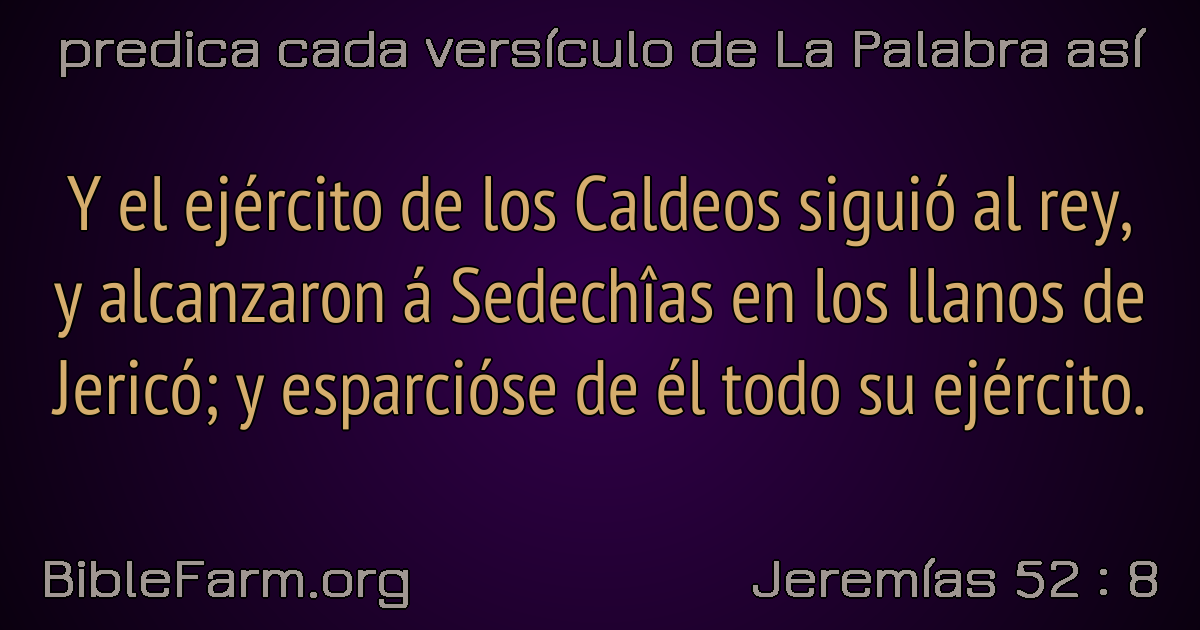 predica cada versículo de La Palabra así
Y el ejército de los Caldeos siguió al rey,
y alcanzaron á Sedechîas en los llanos de
Jericó; y esparcióse de él todo su ejército.
BibleFarm.org
Jeremías 52 : 8